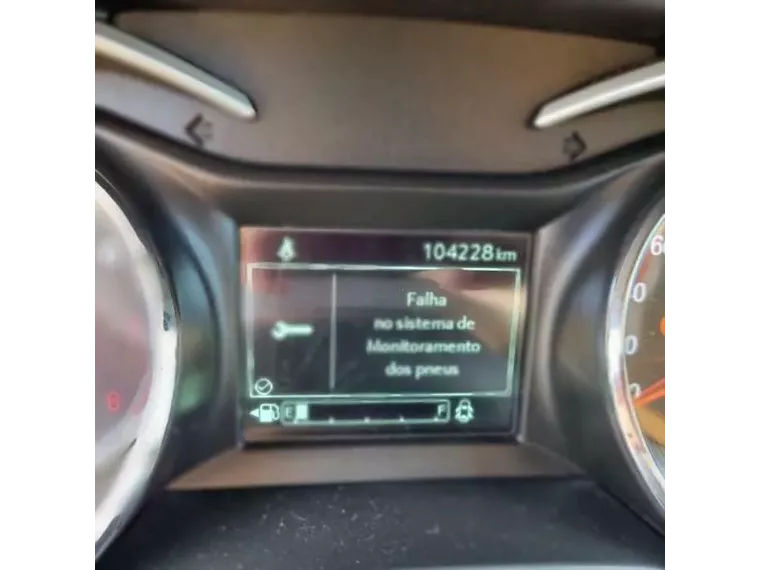 104228 km
Falha
no sistema de
Monitoramento
dos pneus
E F